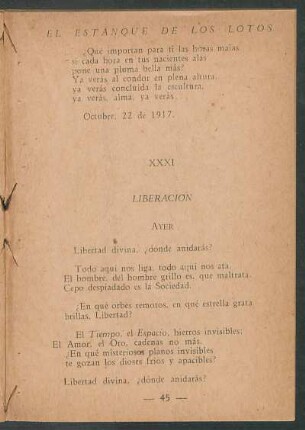 EL ESTANQUE DE LOS LOTOS
¿Qué importan para tí las horas malas
si cada hora en tus nacientes alas
pone una pluma bella más?
Ya verás al condor en plena altura,
ya verás concluida la escultura,
ya verás, alma, ya verás...
October, 22 de 1917.
XXXI
LIBERACION
AYER
Libertad divina, ¿donde anidarás?
Todo aquí nos liga, todo aquí nos ata.
El hombre, del hombre grillo es, que maltrata.
Cepo despiadado es la Sociedad.
¿En qué orbes remotos, en qué estrella grata
brillas, Libertad?
El Tiempo, el Espacio, hierros invisibles;
El Amor, el Oro, cadenas no más.
¿En qué misteriosos planos invisibles
te gozan los dioses fríos y apacibles?
Libertad divina, ¿dónde anidarás?
— 45 —